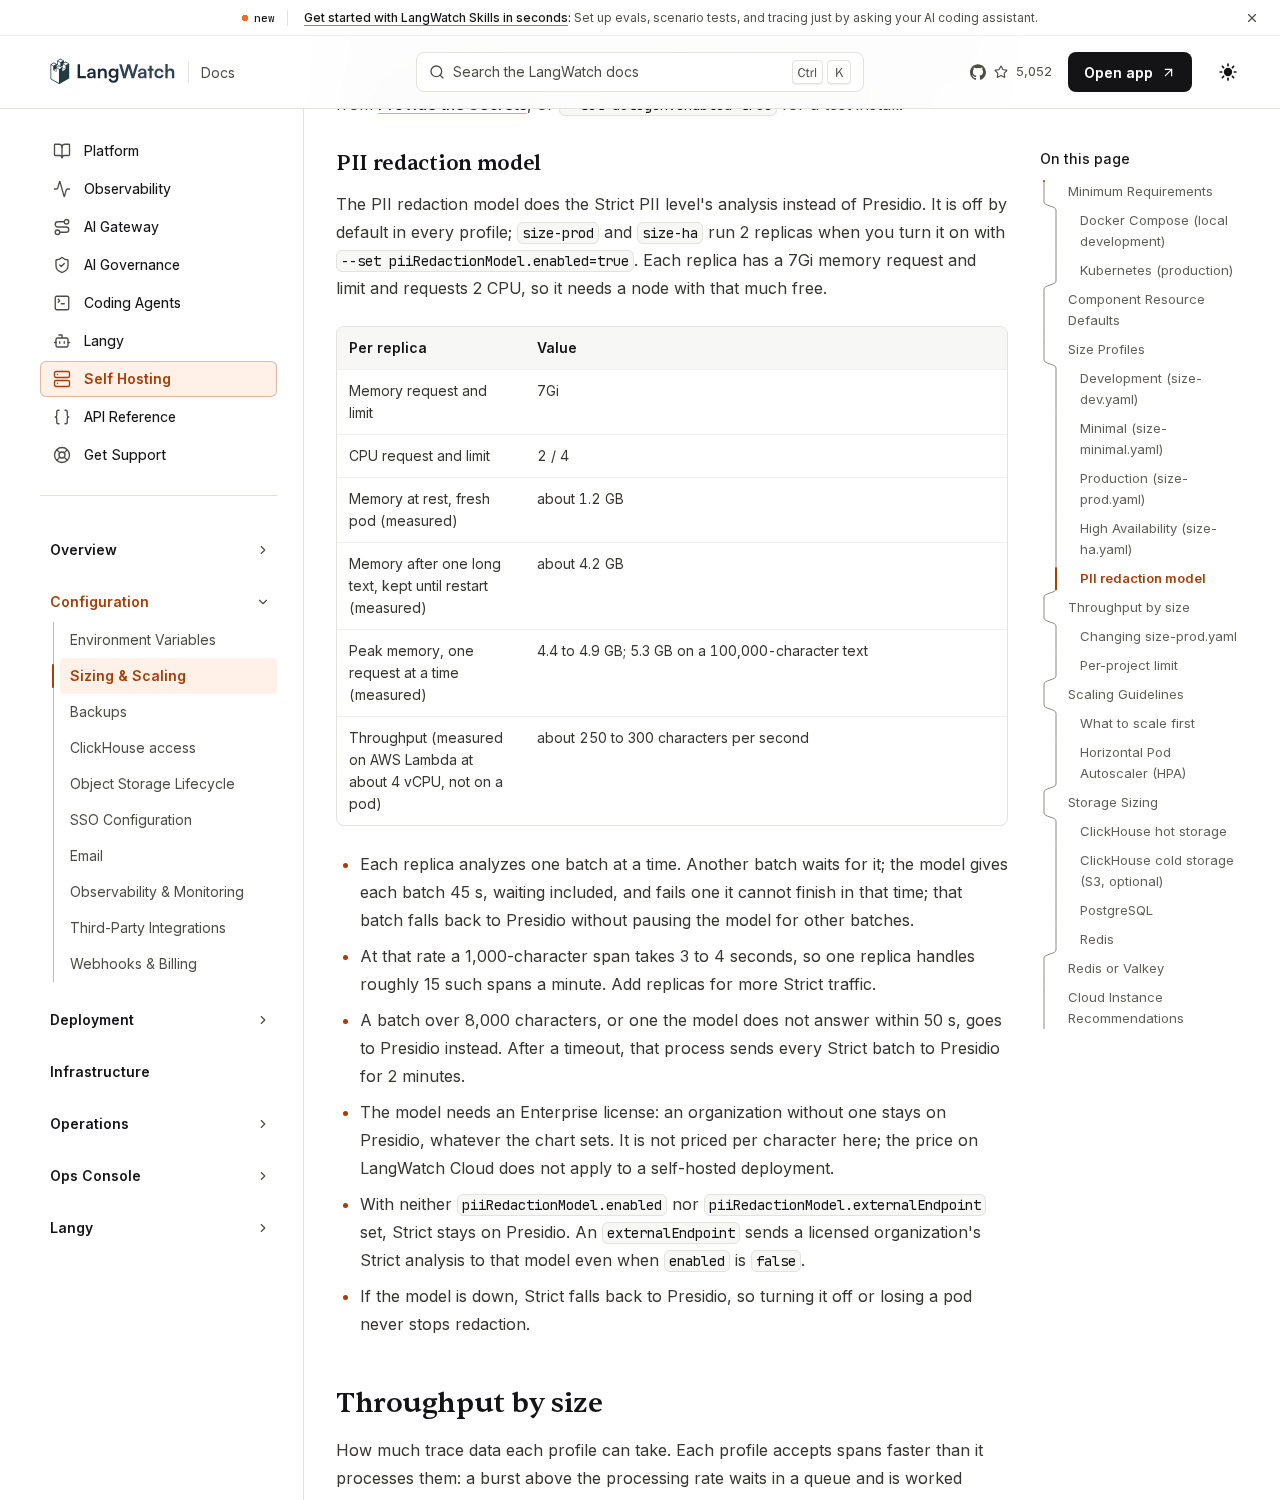 new
Get started with LangWatch Skills in seconds: Set up evals, scenario tests, and tracing just by asking your AI coding assistant.
LangWatch
Docs
Search the LangWatch docs
Ctrl K
5,052
Open app
Platform
Observability
AI Gateway
AI Governance
Coding Agents
Langy
Self Hosting
API Reference
Get Support
Overview
Configuration
Environment Variables
Sizing & Scaling
Backups
ClickHouse access
Object Storage Lifecycle
SSO Configuration
Email
Observability & Monitoring
Third-Party Integrations
Webhooks & Billing
Deployment
Infrastructure
Operations
Ops Console
Langy
PII redaction model
The PII redaction model does the Strict PII level's analysis instead of Presidio. It is off by
default in every profile; size-prod and size-ha run 2 replicas when you turn it on with
--set piiRedactionModel.enabled=true. Each replica has a 7Gi memory request and
limit and requests 2 CPU, so it needs a node with that much free.
Per replica Value
Memory request and 7Gi
limit
CPU request and limit 2 / 4
Memory at rest, fresh about 1.2 GB
pod (measured)
Memory after one long about 4.2 GB
text, kept until restart
(measured)
Peak memory, one 4.4 to 4.9 GB; 5.3 GB on a 100,000-character text
request at a time
(measured)
Throughput (measured about 250 to 300 characters per second
on AWS Lambda at
about 4 vCPU, not on a
pod)
Each replica analyzes one batch at a time. Another batch waits for it; the model gives
each batch 45 s, waiting included, and fails one it cannot finish in that time; that
batch falls back to Presidio without pausing the model for other batches.
At that rate a 1,000-character span takes 3 to 4 seconds, so one replica handles
roughly 15 such spans a minute. Add replicas for more Strict traffic.
A batch over 8,000 characters, or one the model does not answer within 50 s, goes
to Presidio instead. After a timeout, that process sends every Strict batch to Presidio
for 2 minutes.
The model needs an Enterprise license: an organization without one stays on
Presidio, whatever the chart sets. It is not priced per character here; the price on
LangWatch Cloud does not apply to a self-hosted deployment.
With neither piiRedactionModel.enabled nor piiRedactionModel.externalEndpoint
set, Strict stays on Presidio. An externalEndpoint sends a licensed organization's
Strict analysis to that model even when enabled is false.
If the model is down, Strict falls back to Presidio, so turning it off or losing a pod
never stops redaction.
Throughput by size
How much trace data each profile can take. Each profile accepts spans faster than it
processes them: a burst above the processing rate waits in a queue and is worked
On this page
Minimum Requirements
Docker Compose (local
development)
Kubernetes (production)
Component Resource
Defaults
Size Profiles
Development (size-
dev.yaml)
Minimal (size-
minimal.yaml)
Production (size-
prod.yaml)
High Availability (size-
ha.yaml)
PII redaction model
Throughput by size
Changing size-prod.yaml
Per-project limit
Scaling Guidelines
What to scale first
Horizontal Pod
Autoscaler (HPA)
Storage Sizing
ClickHouse hot storage
ClickHouse cold storage
(S3, optional)
PostgreSQL
Redis
Redis or Valkey
Cloud Instance
Recommendations